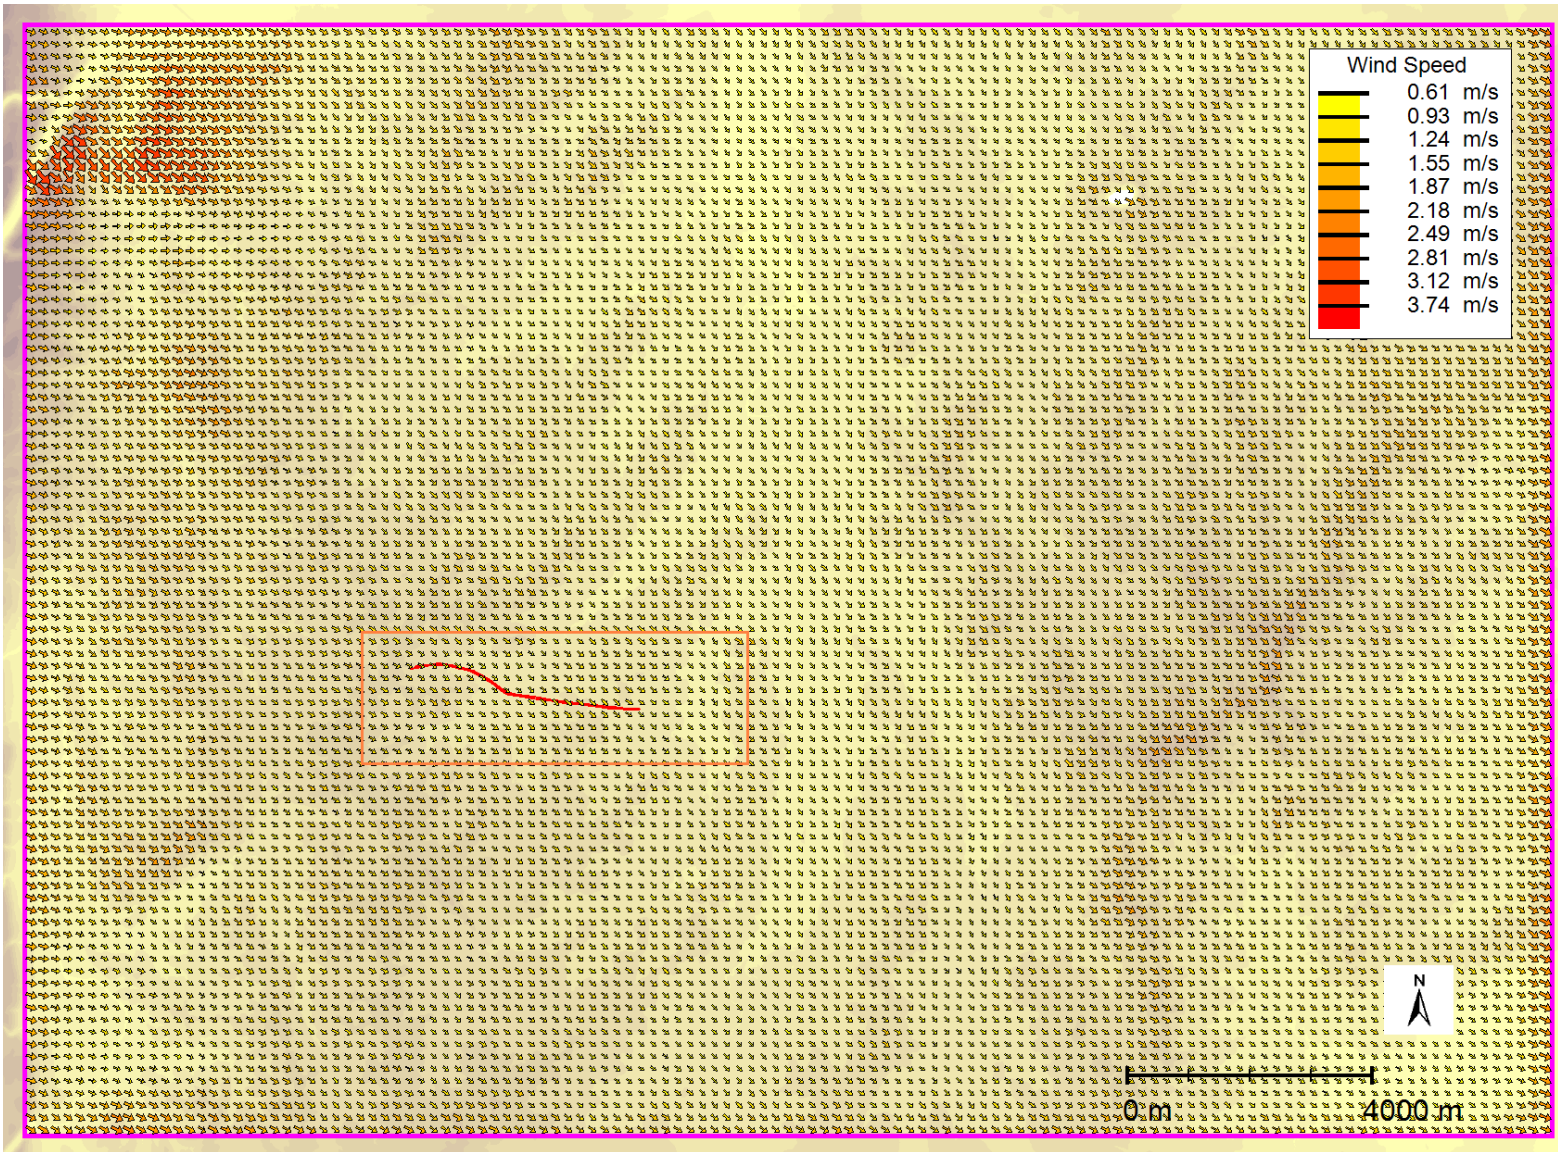 Wind Speed
0.61 m/s
0.93 m/s
1.24 m/s
1.55 m/s
1.87 m/s
2.18 m/s
2.49 m/s
2.81 m/s
3.12 m/s
3.74 m/s
N
0 m 4000 m